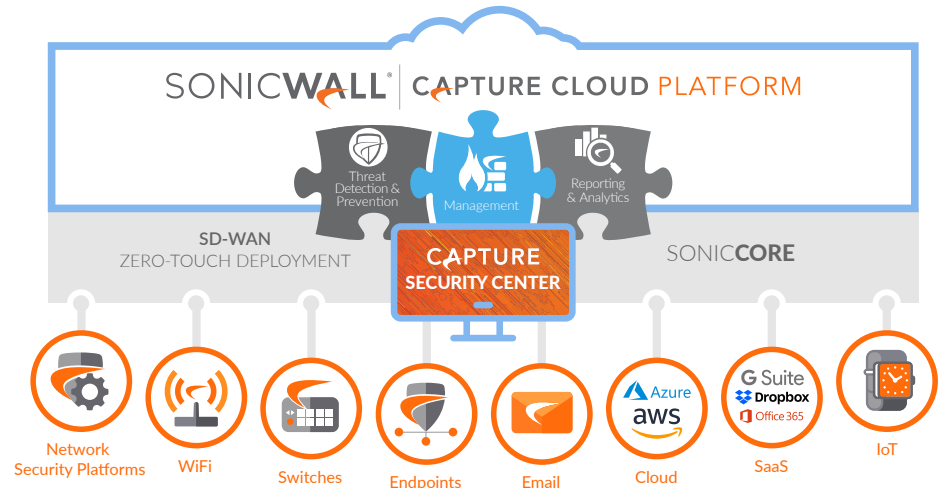 SONICWALL® | CAPTURE CLOUD PLATFORM
Threat
Detection &
Prevention
Management
Reporting
& Analytics
SD-WAN
ZERO-TOUCH DEPLOYMENT
CAPTURE
SECURITY CENTER
SONICCORE
Network
Security Platforms
WiFi
Switches
Endpoints
Email
Azure
aws
Cloud
G Suite
Dropbox
Office 365
SaaS
IoT